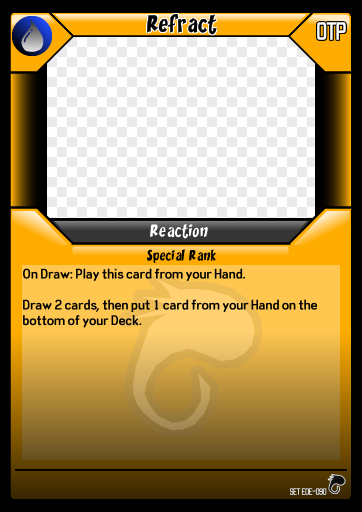 Refract
OTP
Reaction
Special Rank
On Draw: Play this card from your Hand.
Draw 2 cards, then put 1 card from your Hand on the
bottom of your Deck.
SET EOE-090